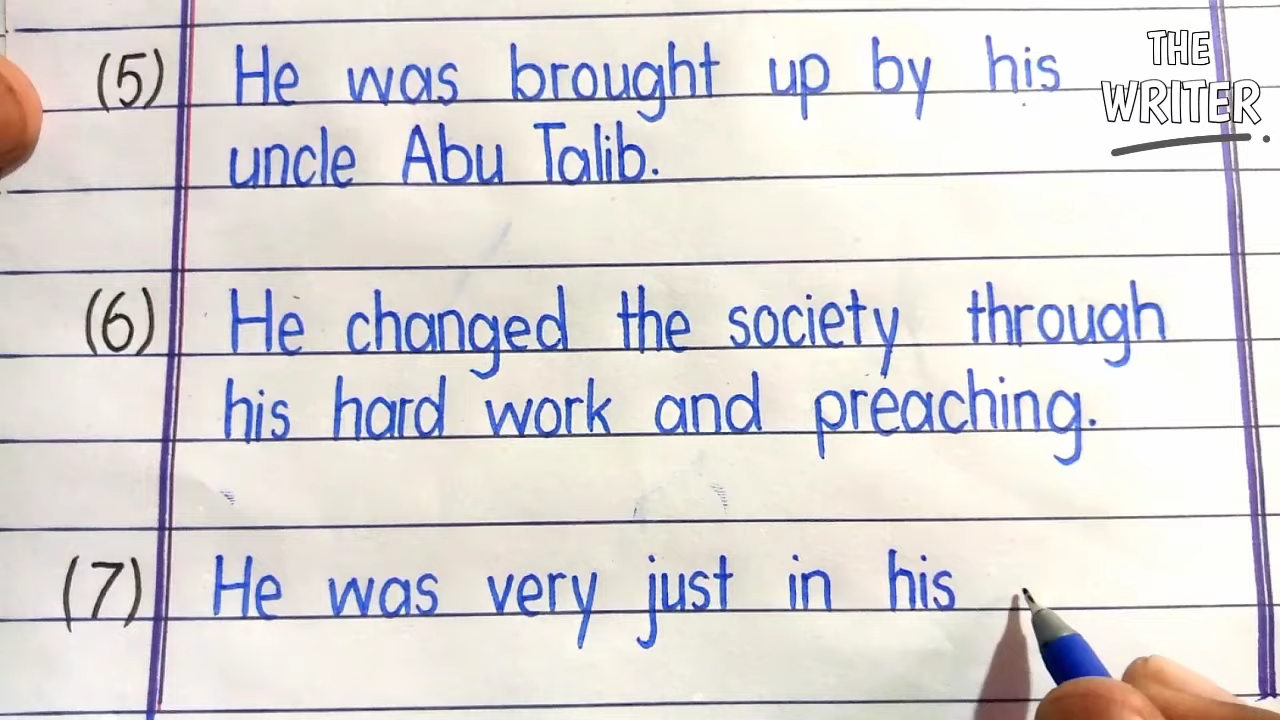 THE
WRITER.
(5) He was brought up by his
uncle Abu Talib.
(6) He changed the society through
his hard work and preaching.
(7) He was very just in his